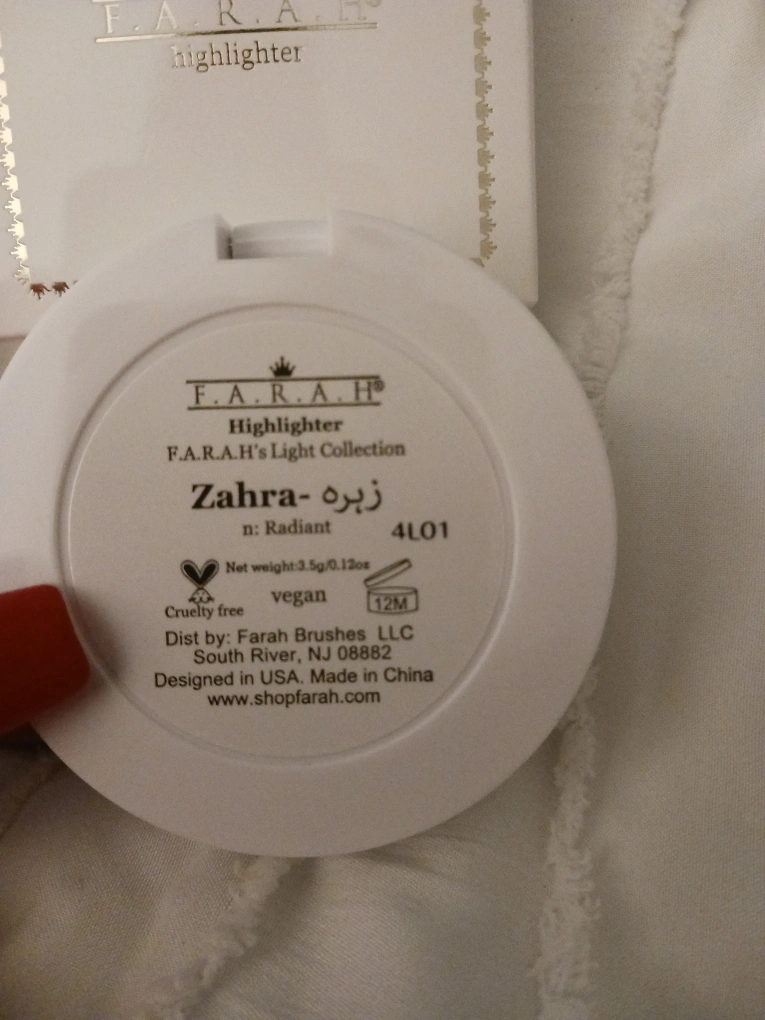 F.A.R.A.H®
highlighter
F.A.R.A.H®
Highlighter
F.A.R.A.H's Light Collection
Zahra- زهره
n: Radiant
4L01
Net weight:3.5g/0.12oz
Cruelty free
vegan
12M
Dist by: Farah Brushes LLC
South River, NJ 08882
Designed in USA. Made in China
www.shopfarah.com